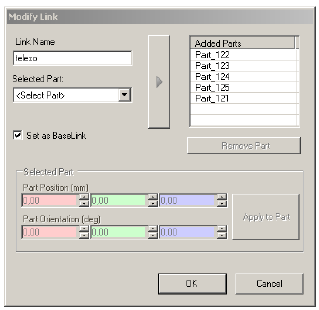 Modify Link
Link Name
telexo
Selected Part:
<Select Part>
Set as BaseLink
Added Parts
Part_122
Part_123
Part_124
Part_125
Part_121
Remove Part
Selected Part
Part Position (mm)
0.00 0.00 0.00
Part Orientation (deg)
0.00 0.00 0.00
Apply to Part
OK Cancel